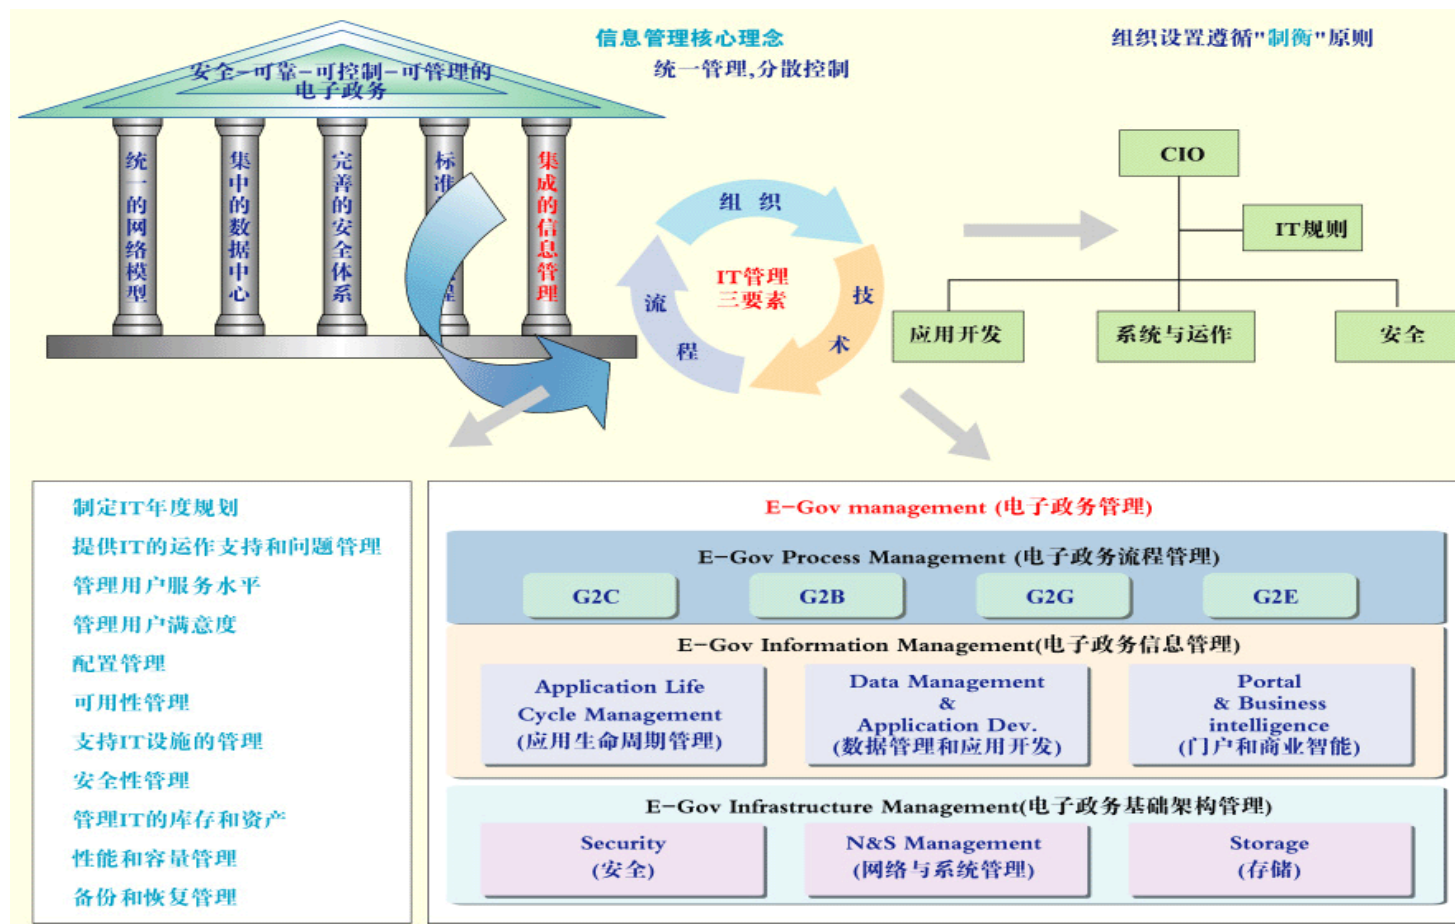 信息管理核心理念
统一管理,分散控制
组织设置遵循"制衡"原则
安全-可靠-可控制-可管理的
电子政务
统一的网络模型
集中的数据中心
完善的安全体系
标准
程
集成的信息管理
组织
技术
流程
IT管理
三要素
CIO
IT规则
应用开发
系统与运作
安全
制定IT年度规划
提供IT的运作支持和问题管理
管理用户服务水平
管理用户满意度
配置管理
可用性管理
支持IT设施的管理
安全性管理
管理IT的库存和资产
性能和容量管理
备份和恢复管理
E-Gov management (电子政务管理)
E-Gov Process Management (电子政务流程管理)
G2C
G2B
G2G
G2E
E-Gov Information Management(电子政务信息管理)
Application Life
Cycle Management
(应用生命周期管理)
Data Management
&
Application Dev.
(数据管理和应用开发)
Portal
& Business
intelligence
(门户和商业智能)
E-Gov Infrastructure Management(电子政务基础架构管理)
Security
(安全)
N&S Management
(网络与系统管理)
Storage
(存储)